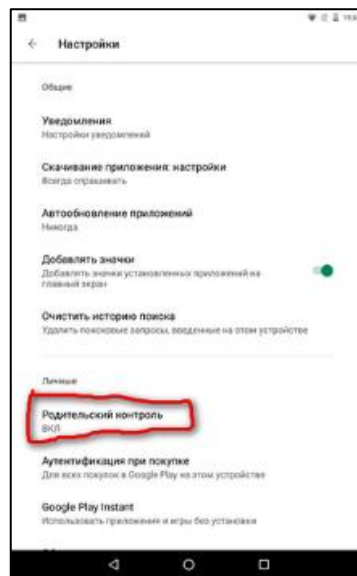 Настройки
Общие
Уведомления
Настройки уведомлений
Скачивание приложения: настройки
Всегда спрашивать
Автообновление приложений
Никогда
Добавлять значки
Добавлять значки установленных приложений на
главный экран
Очистить историю поиска
Удалить поисковые запросы, введенные на этом устройстве
Личные
Родительский контроль
ВКЛ
Аутентификация при покупке
Для всех покупок в Google Play на этом устройстве
Google Play Instant
Использовать приложения и игры без установки